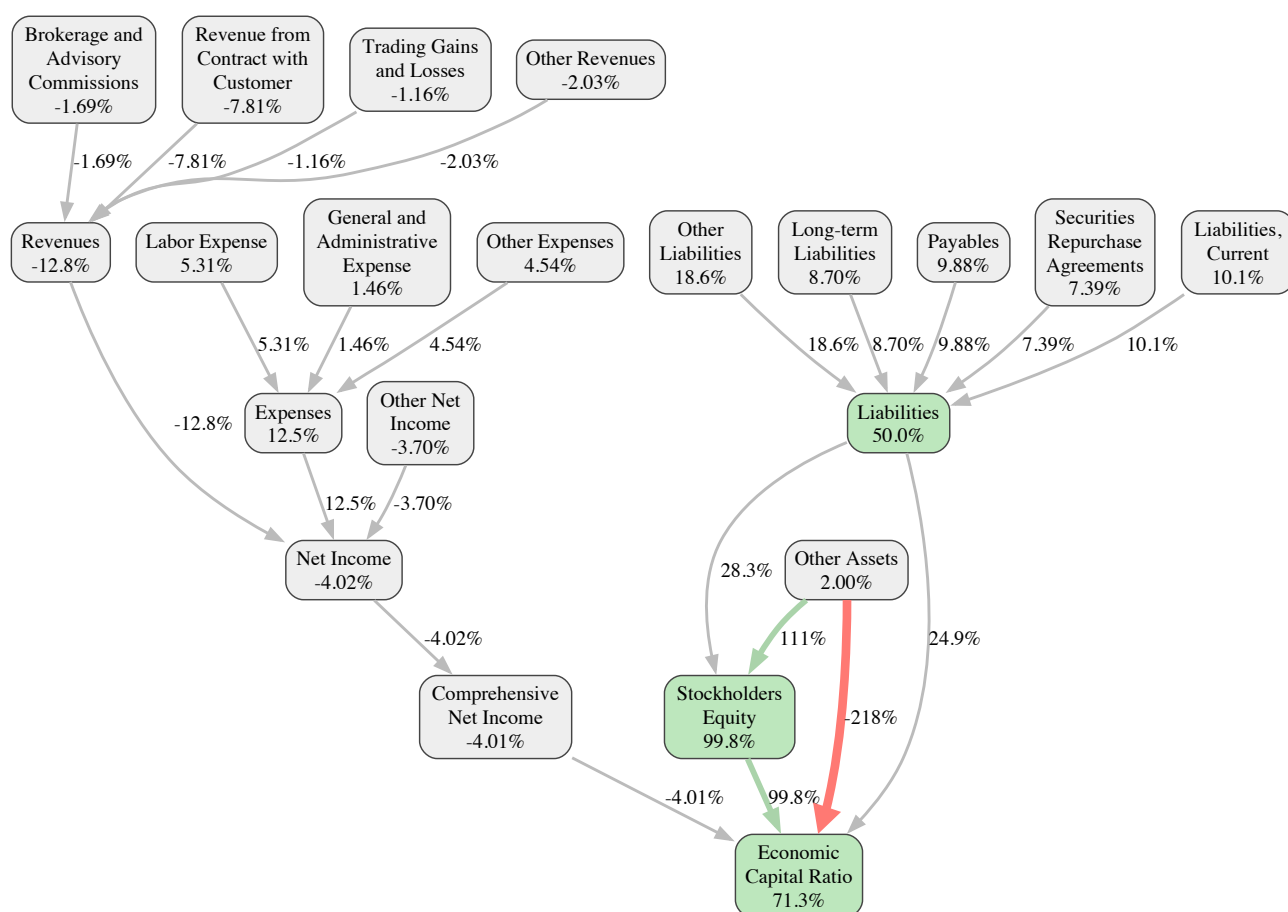 Brokerage and
Advisory
Commissions
-1.69%
Revenue from
Contract with
Customer
-7.81%
Trading Gains
and Losses
-1.16%
Other Revenues
-2.03%
-1.69%
-7.81%
-1.16%
-2.03%
Revenues
-12.8%
Labor Expense
5.31%
General and
Administrative
Expense
1.46%
Other Expenses
4.54%
Other
Liabilities
18.6%
Long-term
Liabilities
8.70%
Payables
9.88%
Securities
Repurchase
Agreements
7.39%
Liabilities,
Current
10.1%
5.31%
1.46%
4.54%
18.6%
8.70%
9.88%
7.39%
10.1%
-12.8%
Expenses
12.5%
Other Net
Income
-3.70%
Liabilities
50.0%
12.5%
-3.70%
Net Income
-4.02%
28.3%
Other Assets
2.00%
-4.02%
111%
24.9%
Comprehensive
Net Income
-4.01%
Stockholders
Equity
99.8%
-218%
-4.01%
99.8%
Economic
Capital Ratio
71.3%